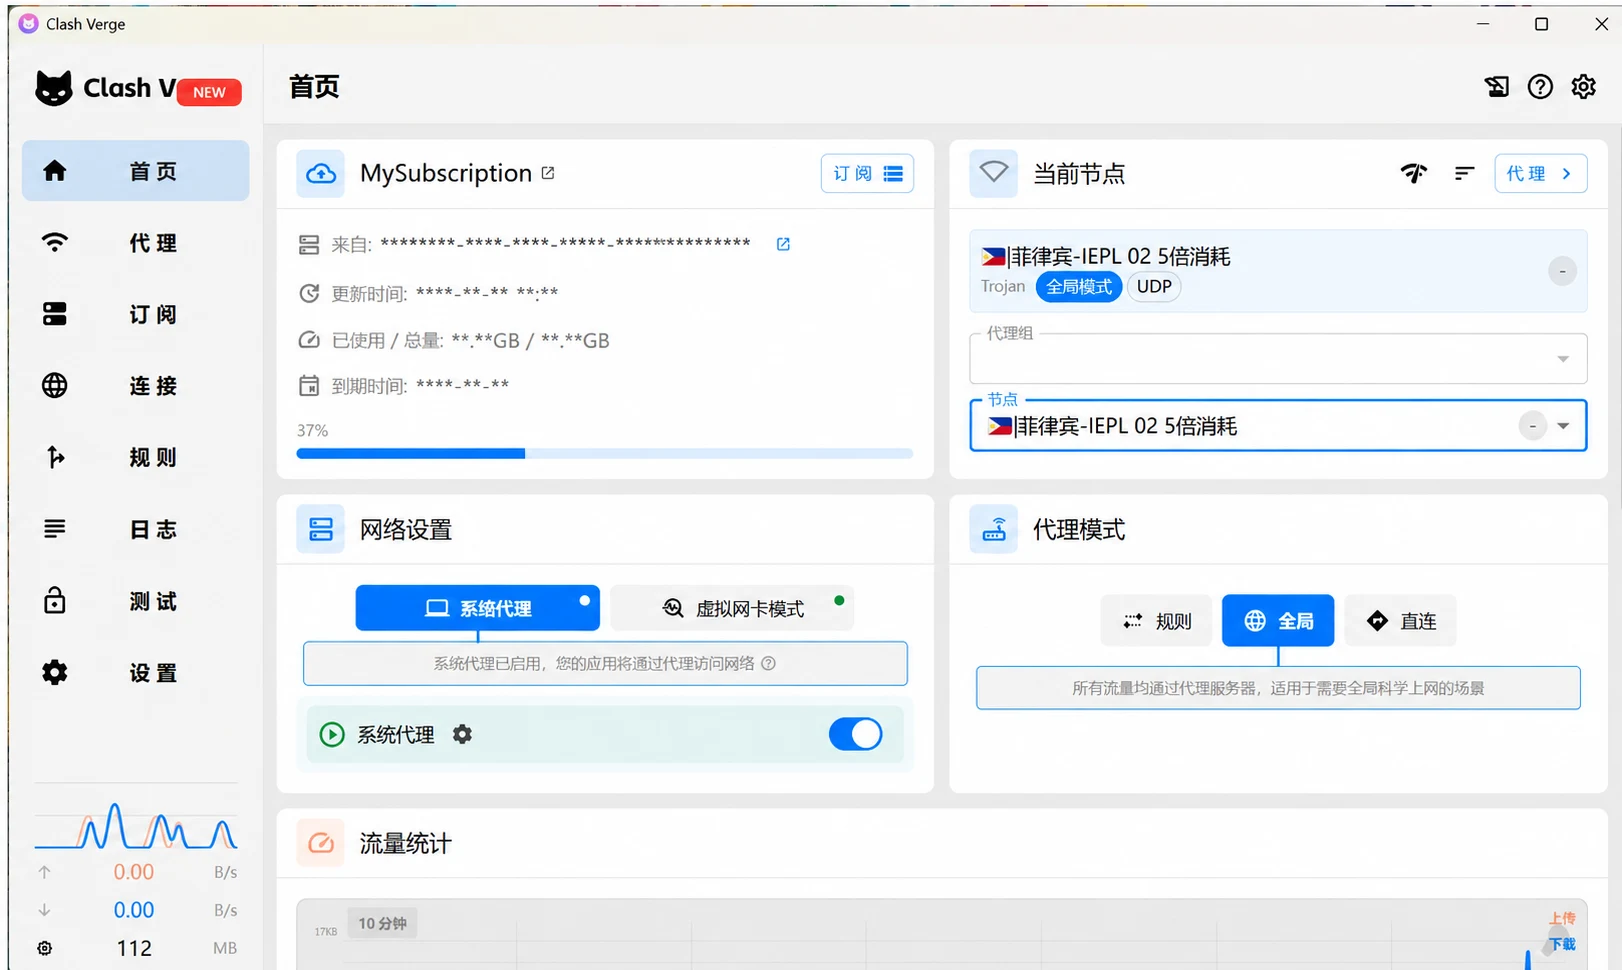 Clash Verge
Clash V NEW
首页
代理
订阅
连接
规则
日志
测试
设置
0.00 B/s
0.00 B/s
112 MB
首页
MySubscription
订阅
来自: ********-****-****-*****-**************
更新时间: ****-**-** **:**
已使用 / 总量: **.**GB / **.**GB
到期时间: ****-**-**
37%
当前节点
代理
菲律宾-IEPL 02 5倍消耗
Trojan 全局模式 UDP
-
代理组
节点
菲律宾-IEPL 02 5倍消耗
-
网络设置
系统代理 虚拟网卡模式
系统代理已启用，您的应用将通过代理访问网络
系统代理
代理模式
规则 全局 直连
所有流量均通过代理服务器，适用于需要全局科学上网的场景
流量统计
17KB
10 分钟
上传
下载